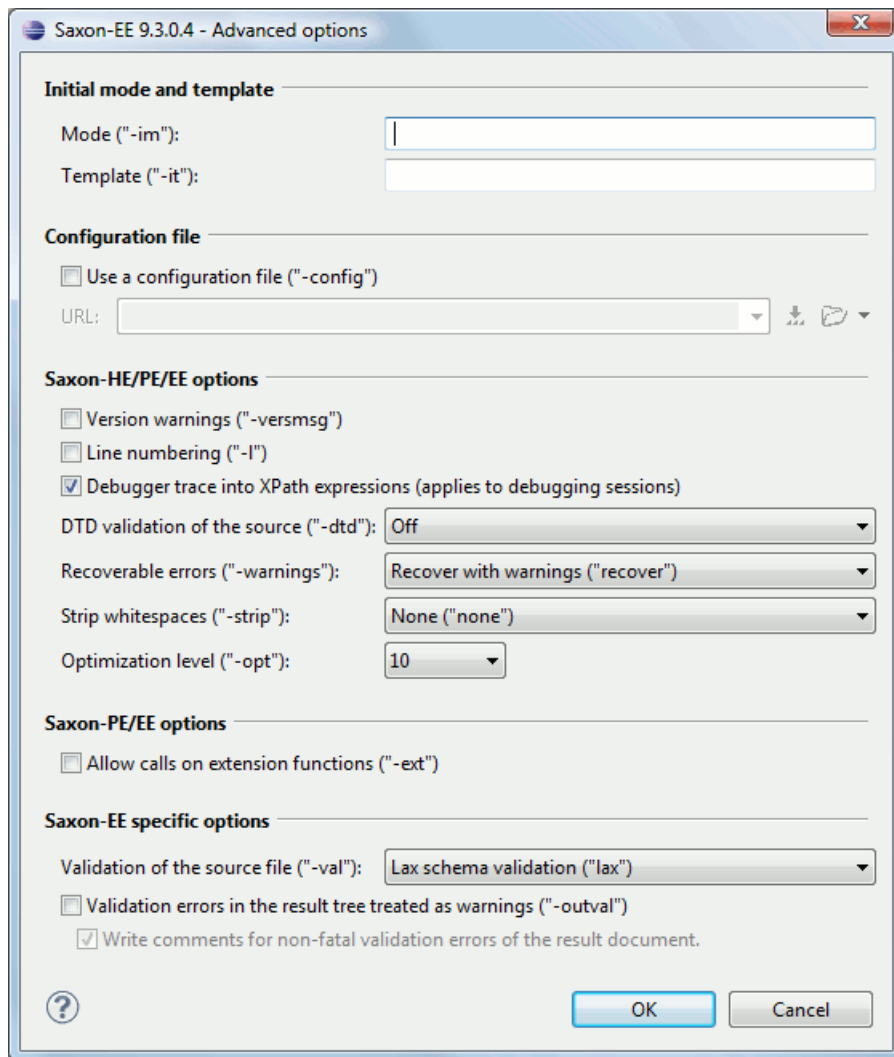 Saxon-EE 9.3.0.4 - Advanced options
Initial mode and template
Mode ("-im"):
Template ("-it"):
Configuration file
Use a configuration file ("-config")
URL:
Saxon-HE/PE/EE options
Version warnings ("-versmsg")
Line numbering ("-l")
Debugger trace into XPath expressions (applies to debugging sessions)
DTD validation of the source ("-dtd"): Off
Recoverable errors ("-warnings"): Recover with warnings ("recover")
Strip whitespaces ("-strip"): None ("none")
Optimization level ("-opt"): 10
Saxon-PE/EE options
Allow calls on extension functions ("-ext")
Saxon-EE specific options
Validation of the source file ("-val"): Lax schema validation ("lax")
Validation errors in the result tree treated as warnings ("-outval")
Write comments for non-fatal validation errors of the result document.
? OK Cancel